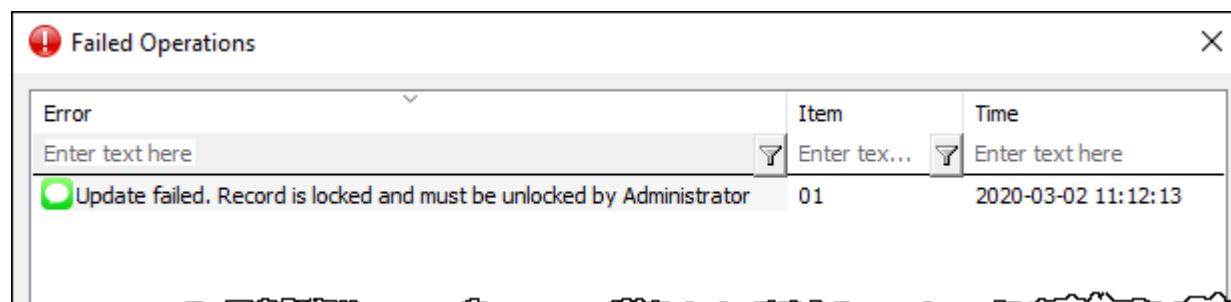 Failed Operations
Error Item Time
Enter text here Enter tex... Enter text here
Update failed. Record is locked and must be unlocked by Administrator 01 2020-03-02 11:12:13